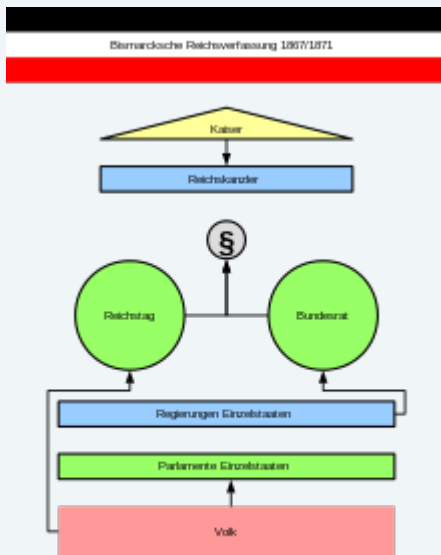 Bismarcksche Reichsverfassung 1867/1871
Kaiser
Reichskanzler
§
Reichstag
Bundesrat
Regierungen Einzelstaaten
Parlamente Einzelstaaten
Volk